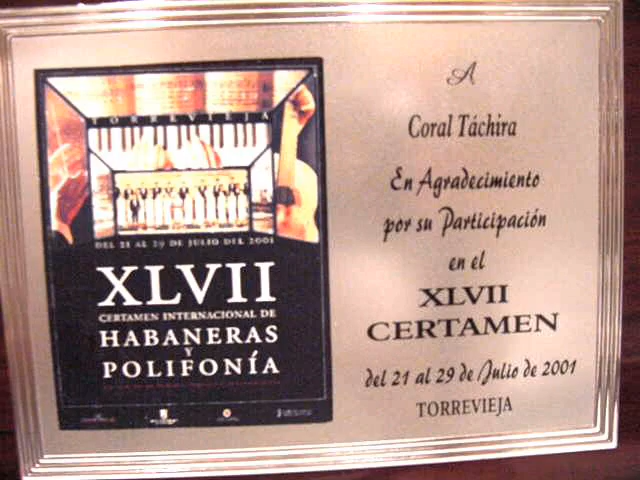 TORREVIEJA
DEL 21 AL 29 DE JULIO DEL 2001
XLVII
CERTAMEN INTERNACIONAL DE
HABANERAS
Y
POLIFONÍA
A
Coral Táchira
En Agradecimiento
por su Participación
en el
XLVII
CERTAMEN
del 21 al 29 de Julio de 2001
TORREVIEJA